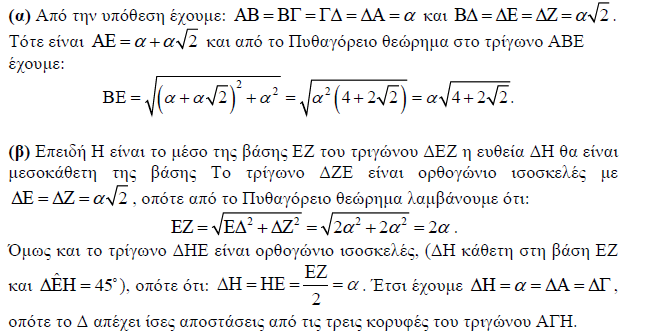 (α) Από την υπόθεση έχουμε: ΑΒ = ΒΓ = ΓΔ = ΔΑ = α και ΒΔ = ΔΕ = ΔΖ = α√2.
Τότε είναι ΑΕ = α + α√2 και από το Πυθαγόρειο θεώρημα στο τρίγωνο ΑΒΕ
έχουμε:
ΒΕ = √((α + α√2)² + α²) = √(α²(4 + 2√2)) = α√(4 + 2√2).
(β) Επειδή Η είναι το μέσο της βάσης ΕΖ του τριγώνου ΔΕΖ η ευθεία ΔΗ θα είναι
μεσοκάθετη της βάσης Το τρίγωνο ΔΖΕ είναι ορθογώνιο ισοσκελές με
ΔΕ = ΔΖ = α√2, οπότε από το Πυθαγόρειο θεώρημα λαμβάνουμε ότι:
ΕΖ = √(ΕΔ² + ΔΖ²) = √(2α² + 2α²) = 2α.
Όμως και το τρίγωνο ΔΗΕ είναι ορθογώνιο ισοσκελές, (ΔΗ κάθετη στη βάση ΕΖ
και ΔÊΗ = 45°), οπότε ότι: ΔΗ = ΗΕ = ΕΖ/2 = α. Έτσι έχουμε ΔΗ = α = ΔΑ = ΔΓ,
οπότε το Δ απέχει ίσες αποστάσεις από τις τρεις κορυφές του τριγώνου ΑΓΗ.